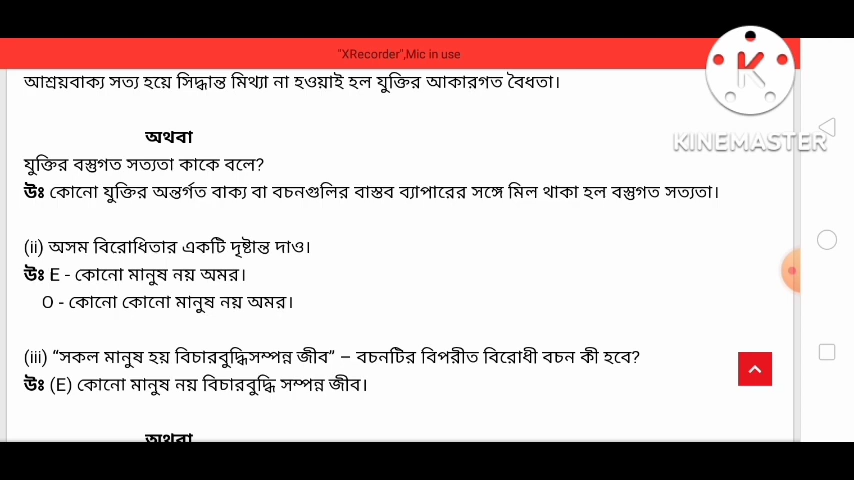 "XRecorder",Mic in use
আশ্রয়বাক্য সত্য হয়ে সিদ্ধান্ত মিথ্যা না হওয়াই হল যুক্তির আকারগত বৈধতা।
KINEMASTER
অথবা
যুক্তির বস্তুগত সত্যতা কাকে বলে?
উঃ কোনো যুক্তির অন্তর্গত বাক্য বা বচনগুলির বাস্তব ব্যাপারের সঙ্গে মিল থাকা হল বস্তুগত সত্যতা।
(ii) অসম বিরোধিতার একটি দৃষ্টান্ত দাও।
উঃ E - কোনো মানুষ নয় অমর।
O - কোনো কোনো মানুষ নয় অমর।
(iii) “সকল মানুষ হয় বিচারবুদ্ধিসম্পন্ন জীব” – বচনটির বিপরীত বিরোধী বচন কী হবে?
উঃ (E) কোনো মানুষ নয় বিচারবুদ্ধি সম্পন্ন জীব।
অথবা